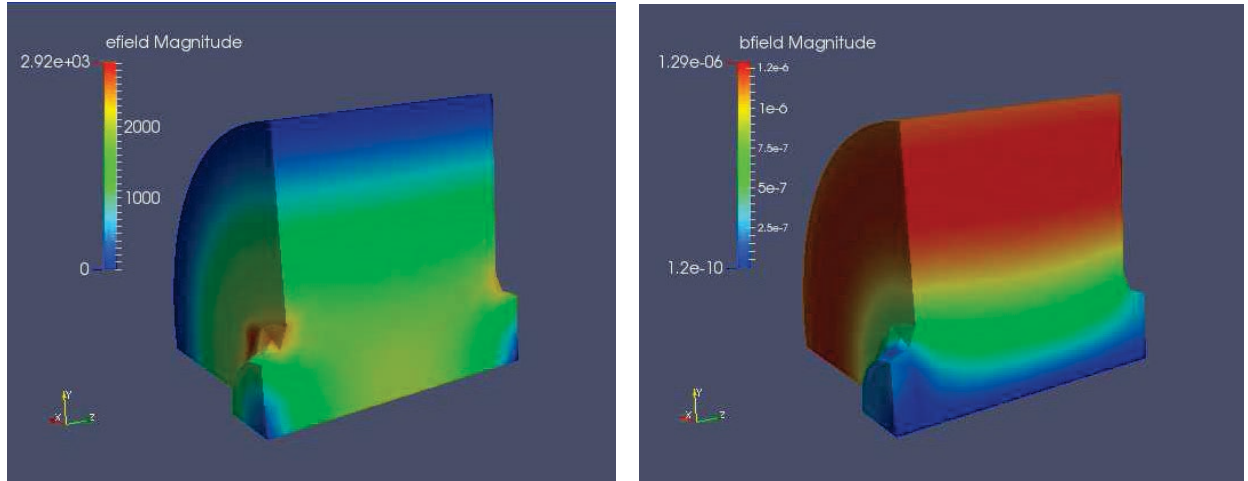 efield Magnitude
2.92e+03
2000
1000
0
Y
X
Z
bfield Magnitude
1.29e-06
1.2e-6
1e-6
7.5e-7
5e-7
2.5e-7
1.2e-10
Y
X
Z